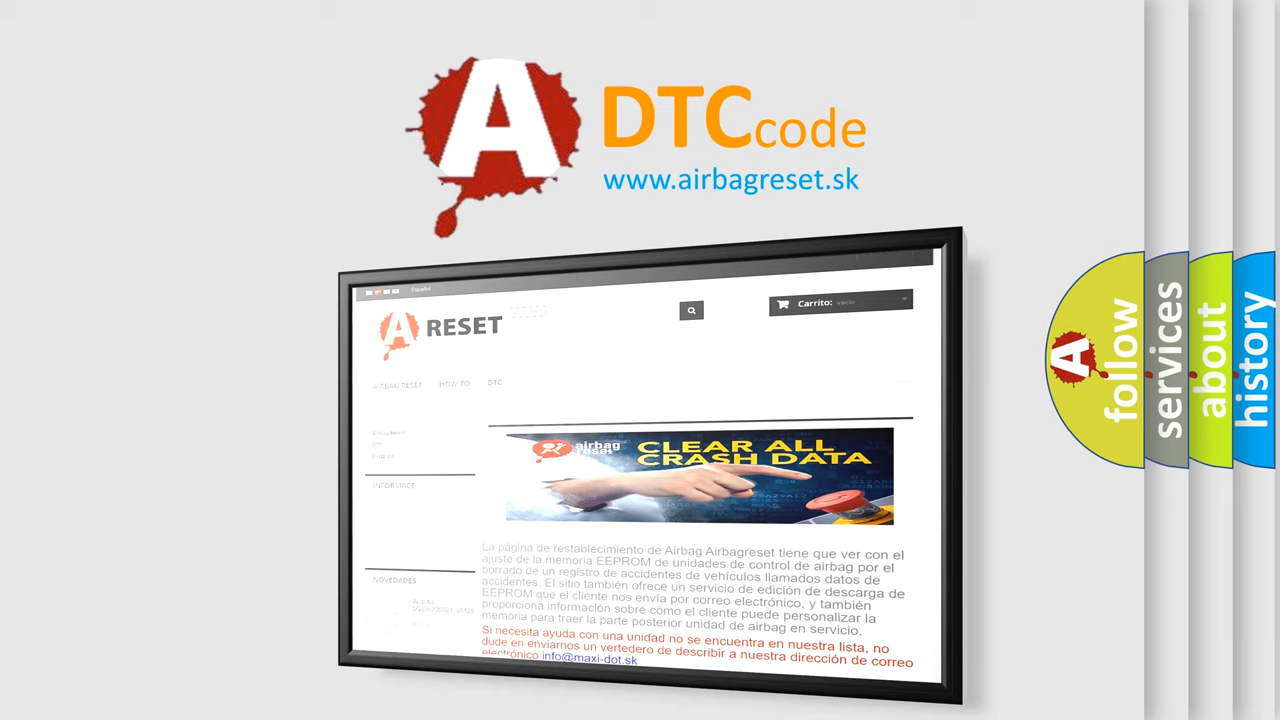 A DTCcode
www.airbagreset.sk
Español
A RESET
Carrito: vacío
AIRBAG RESET HOW TO DTC
INFORMACE
airbag
reset
CLEAR ALL
CRASH DATA
La página de restablecimiento de Airbag Airbagreset tiene que ver con el
ajuste de la memoria EEPROM de unidades de control de airbag por el
borrado de un registro de accidentes de vehículos llamados datos de
accidentes. El sitio también ofrece un servicio de edición de descarga de
EEPROM que el cliente nos envía por correo electrónico, y también
proporciona información sobre cómo el cliente puede personalizar la
memoria para traer la parte posterior unidad de airbag en servicio.
NOVEDADES
Si necesita ayuda con una unidad no se encuentra en nuestra lista, no
dude en enviarnos un vertedero de describir a nuestra dirección de correo
electrónico info@maxi-dot.sk
A
follow
services
about
history